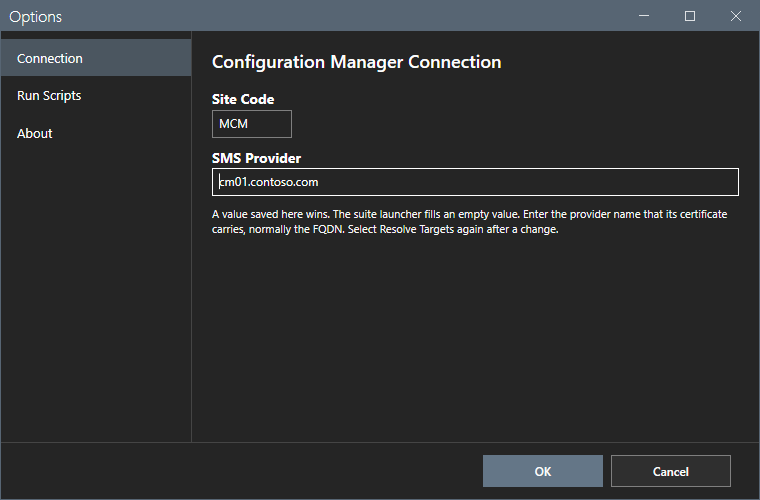 Options
Connection
Run Scripts
About
Configuration Manager Connection
Site Code
MCM
SMS Provider
cm01.contoso.com
A value saved here wins. The suite launcher fills an empty value. Enter the provider name that its certificate
carries, normally the FQDN. Select Resolve Targets again after a change.
OK
Cancel